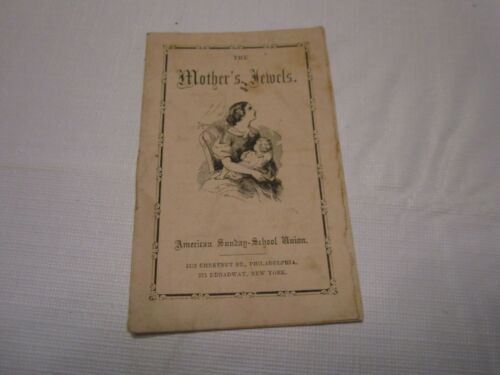 THE
Mother's Jewels.
American Sunday-School Union.
1122 CHESTNUT ST., PHILADELPHIA.
BROADWAY, NEW YORK.